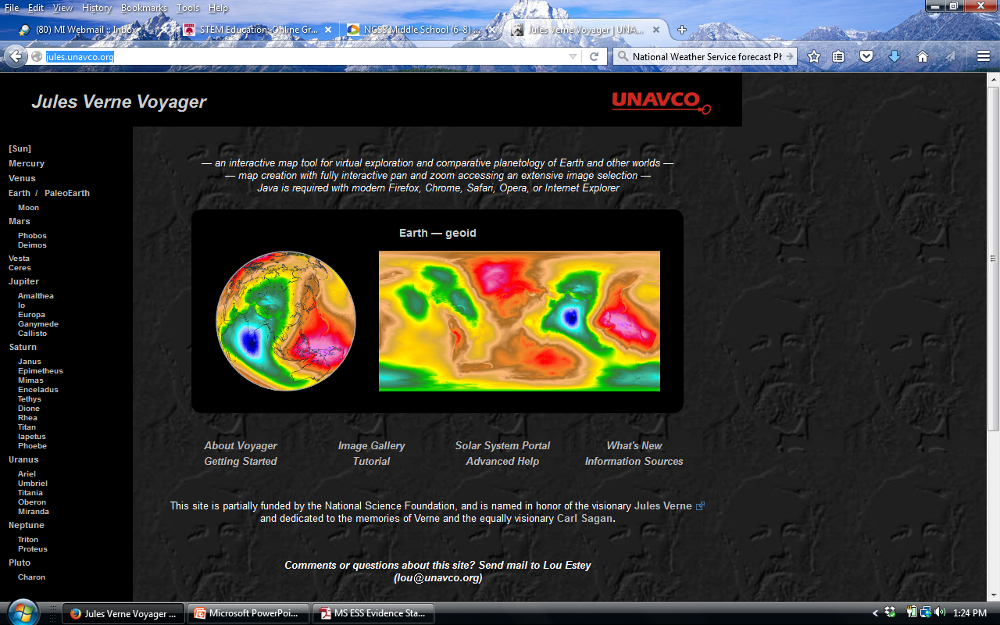 File Edit View History Bookmarks Tools Help
(80) MI Webmail :: Inbox
STEM Education: Online Gr...
NGSS Middle School (6–8) ...
Jules Verne Voyager | UNA...
jules.unavco.org
National Weather Service forecast Ph
Jules Verne Voyager
UNAVCO
[Sun]
Mercury
Venus
Earth / PaleoEarth
Moon
Mars
Phobos
Deimos
Vesta
Ceres
Jupiter
Amalthea
Io
Europa
Ganymede
Callisto
Saturn
Janus
Epimetheus
Mimas
Enceladus
Tethys
Dione
Rhea
Titan
Iapetus
Phoebe
Uranus
Ariel
Umbriel
Titania
Oberon
Miranda
Neptune
Triton
Proteus
Pluto
Charon
— an interactive map tool for virtual exploration and comparative planetology of Earth and other worlds —
— map creation with fully interactive pan and zoom accessing an extensive image selection —
Java is required with modern Firefox, Chrome, Safari, Opera, or Internet Explorer
Earth — geoid
About Voyager Image Gallery Solar System Portal What's New
Getting Started Tutorial Advanced Help Information Sources
This site is partially funded by the National Science Foundation, and is named in honor of the visionary Jules Verne
and dedicated to the memories of Verne and the equally visionary Carl Sagan.
Comments or questions about this site? Send mail to Lou Estey
(lou@unavco.org)
Jules Verne Voyager ...
Microsoft PowerPoi...
MS ESS Evidence Sta...
1:24 PM